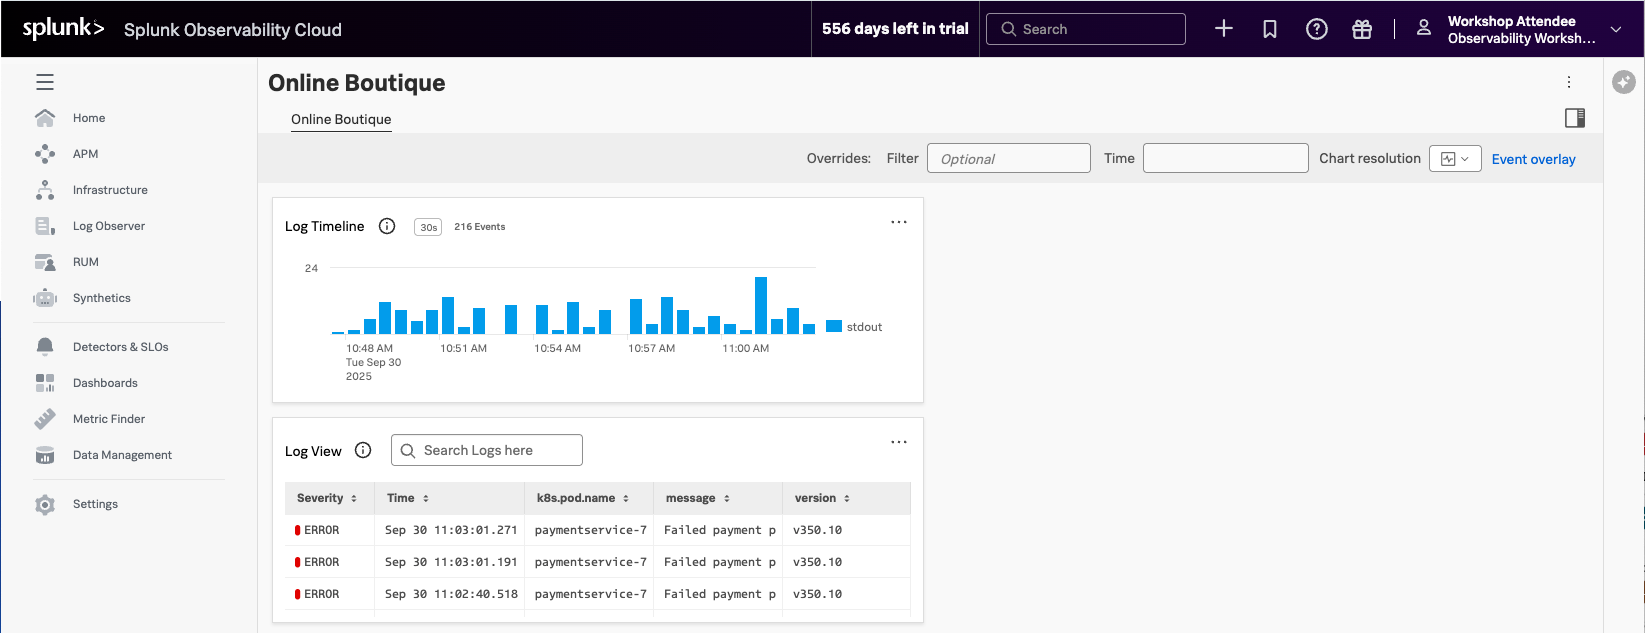 splunk> Splunk Observability Cloud
556 days left in trial
Search
Workshop Attendee
Observability Worksh...
Home
APM
Infrastructure
Log Observer
RUM
Synthetics
Detectors & SLOs
Dashboards
Metric Finder
Data Management
Settings
Online Boutique
Online Boutique
Overrides: Filter Optional Time Chart resolution Event overlay
Log Timeline 30s 216 Events
24
stdout
10:48 AM 10:51 AM 10:54 AM 10:57 AM 11:00 AM
Tue Sep 30
2025
Log View Search Logs here
Severity Time k8s.pod.name message version
ERROR Sep 30 11:03:01.271 paymentservice-7 Failed payment p v350.10
ERROR Sep 30 11:03:01.191 paymentservice-7 Failed payment p v350.10
ERROR Sep 30 11:02:40.518 paymentservice-7 Failed payment p v350.10